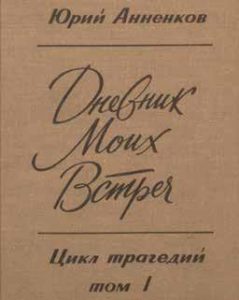 Юрий Анненков
Дневник
Моих
Встреч
Цикл трагедий
том I